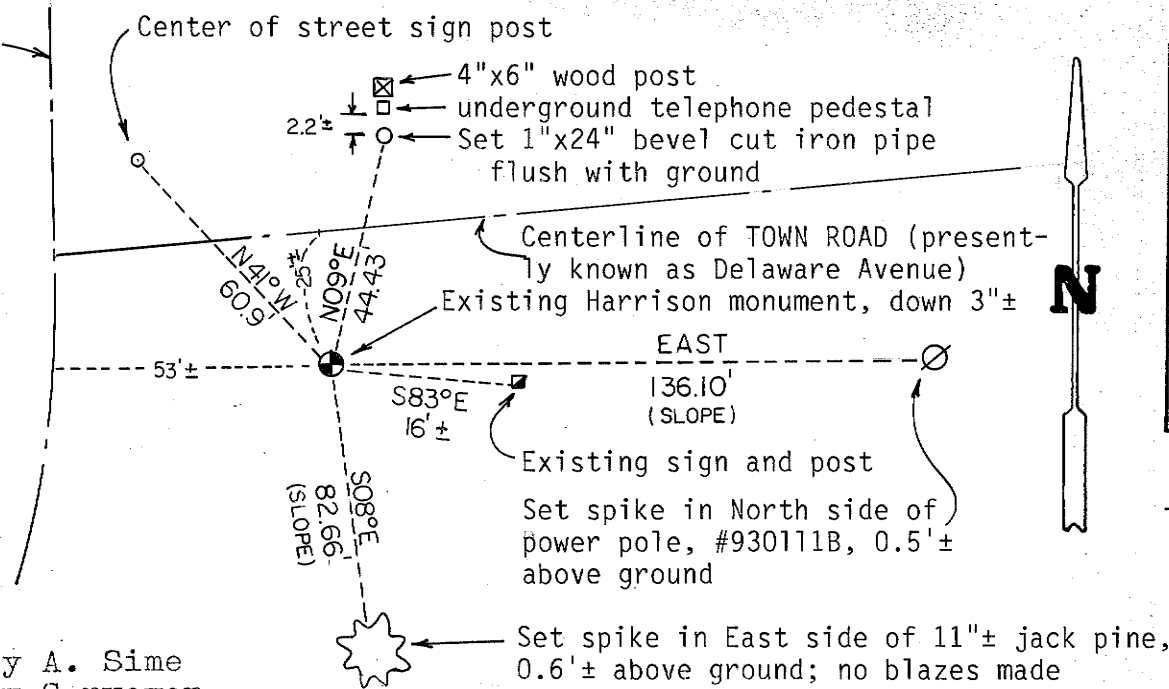 Center of street sign post
4"x6" wood post
underground telephone pedestal
2.2'±
Set 1"x24" bevel cut iron pipe
flush with ground
Centerline of TOWN ROAD (present-
ly known as Delaware Avenue)
N41°W
60.9'
25'±
N09°E
44.43'
N
Existing Harrison monument, down 3"±
53'±
EAST
136.10'
(SLOPE)
S83°E
16'±
Existing sign and post
S08°E
82.66'
(SLOPE)
Set spike in North side of
power pole, #930111B, 0.5'±
above ground
Set spike in East side of 11"± jack pine,
0.6'± above ground; no blazes made
y A. Sime